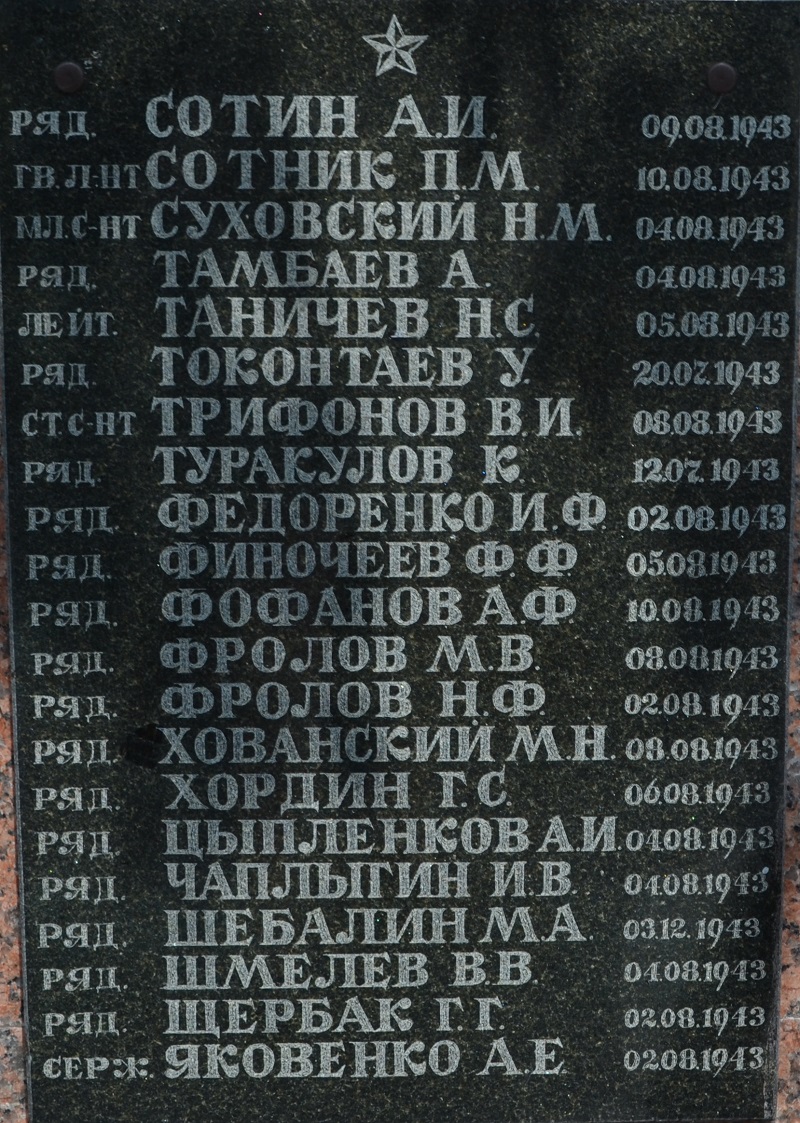 РЯД. СОТИН А.И. 09.08.1943
ГВ.Л-НТ СОТНИК П.М. 10.08.1943
МЛ.С-НТ СУХОВСКИЙ Н.М. 04.08.1943
РЯД. ТАМБАЕВ А. 04.08.1943
ЛЕЙТ. ТАНИЧЕВ Н.С. 05.08.1943
РЯД. ТОКОНТАЕВ У. 20.07.1943
СТ.С-НТ ТРИФОНОВ В.И. 08.08.1943
РЯД. ТУРАКУЛОВ К. 12.07.1943
РЯД. ФЕДОРЕНКО И.Ф. 02.08.1943
РЯД. ФИНОЧЕЕВ Ф.Ф. 05.08.1943
РЯД. ФОФАНОВ А.Ф. 10.08.1943
РЯД. ФРОЛОВ М.В. 08.08.1943
РЯД. ФРОЛОВ Н.Ф. 02.08.1943
РЯД. ХОВАНСКИЙ М.Н. 08.08.1943
РЯД. ХОРДИН Г.С. 06.08.1943
РЯД. ЦЫПЛЕНКОВ А.И. 04.08.1943
РЯД. ЧАПЛЫГИН И.В. 04.08.1943
РЯД. ШЕБАЛИН М.А. 03.12.1943
РЯД. ШМЕЛЕВ В.В. 04.08.1943
РЯД. ЩЕРБАК Г.Г. 02.08.1943
СЕРЖ. ЯКОВЕНКО А.Е. 02.08.1943